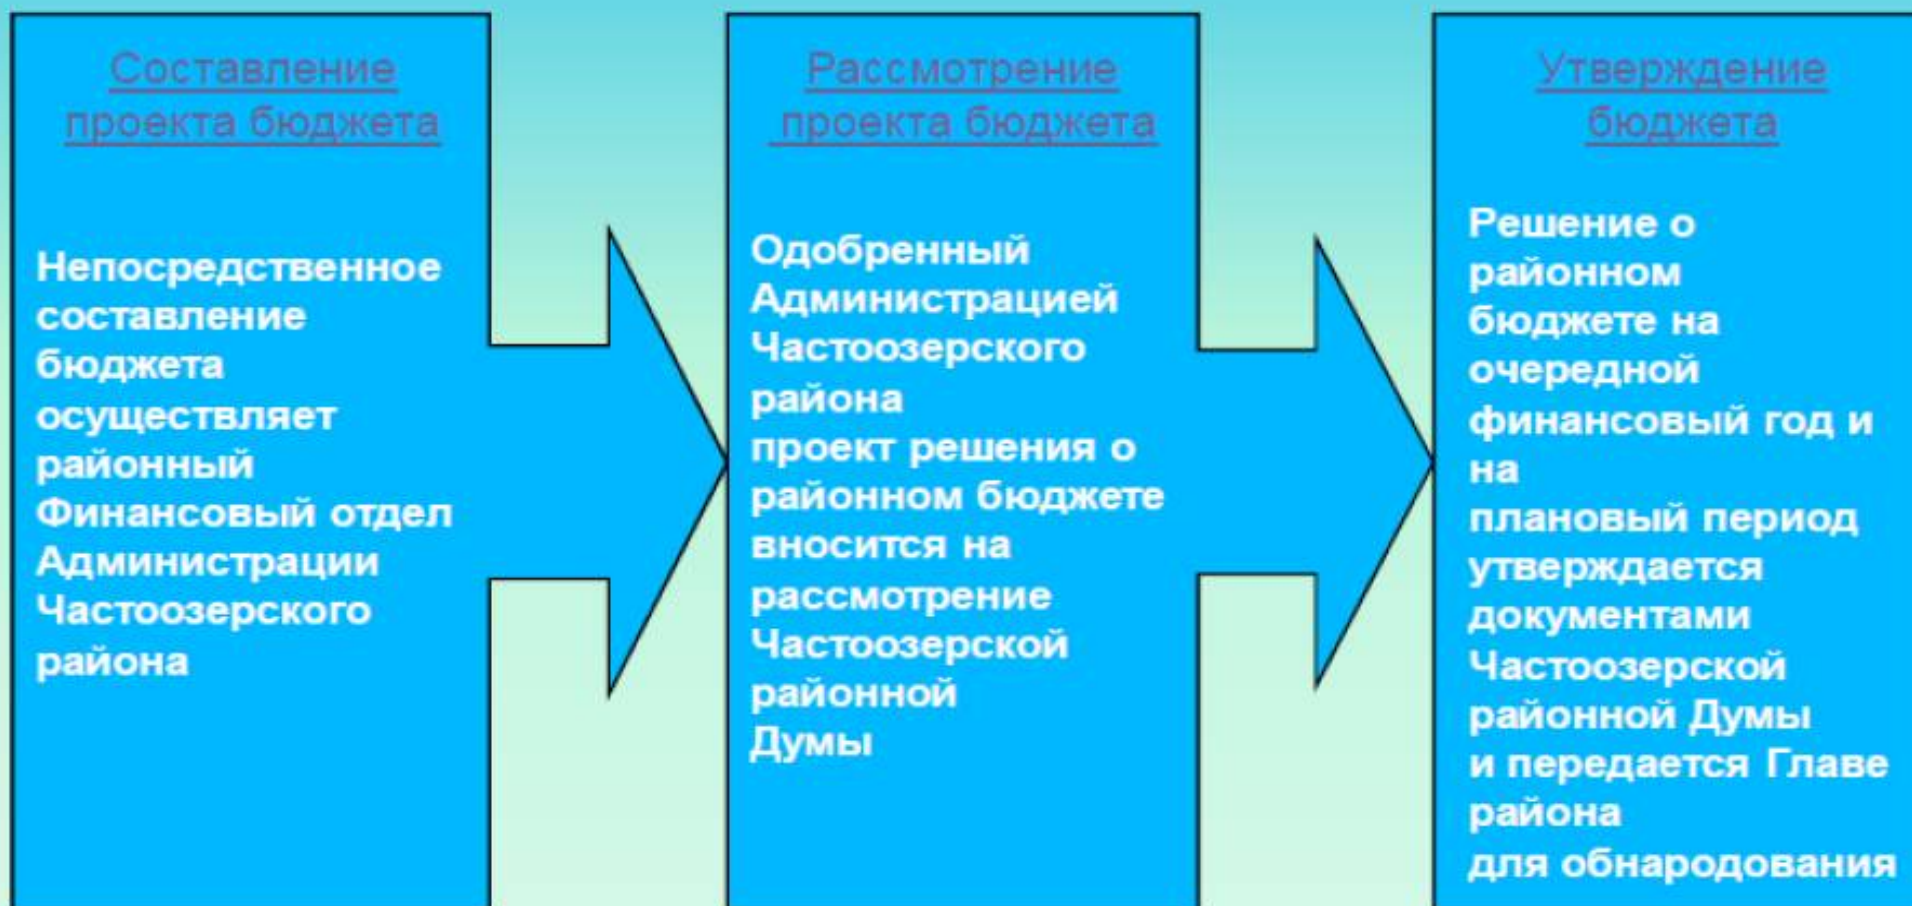 Составление
проекта бюджета
Непосредственное
составление
бюджета
осуществляет
районный
Финансовый отдел
Администрации
Частоозерского
района
Рассмотрение
проекта бюджета
Одобренный
Администрацией
Частоозерского
района
проект решения о
районном бюджете
вносится на
рассмотрение
Частоозерской
районной
Думы
Утверждение
бюджета
Решение о
районном
бюджете на
очередной
финансовый год и
на
плановый период
утверждается
документами
Частоозерской
районной Думы
и передается Главе
района
для обнародования